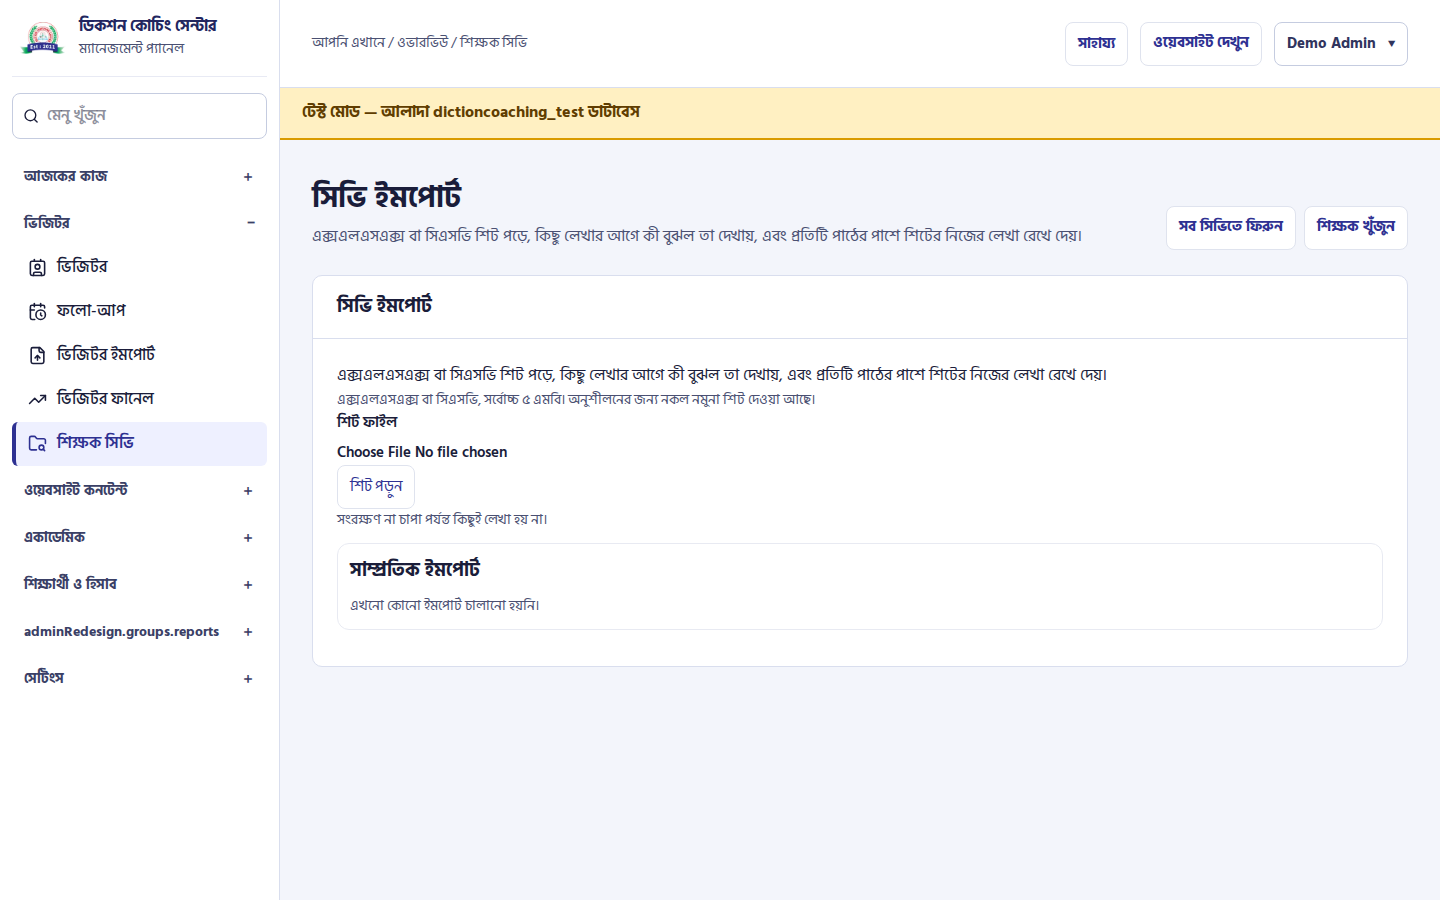 ডিকশন কোচিং সেন্টার
ম্যানেজমেন্ট প্যানেল
Est : 2011
মেনু খুঁজুন
আজকের কাজ +
ভিজিটর −
ভিজিটর
ফলো-আপ
ভিজিটর ইমপোর্ট
ভিজিটর ফানেল
শিক্ষক সিভি
ওয়েবসাইট কনটেন্ট +
একাডেমিক +
শিক্ষার্থী ও হিসাব +
adminRedesign.groups.reports +
সেটিংস +
আপনি এখানে / ওভারভিউ / শিক্ষক সিভি
সাহায্য
ওয়েবসাইট দেখুন
Demo Admin ▾
টেস্ট মোড — আলাদা dictioncoaching_test ডাটাবেস
সিভি ইমপোর্ট
এক্সএলএসএক্স বা সিএসভি শিট পড়ে, কিছু লেখার আগে কী বুঝল তা দেখায়, এবং প্রতিটি পাঠের পাশে শিটের নিজের লেখা রেখে দেয়।
সব সিভিতে ফিরুন
শিক্ষক খুঁজুন
সিভি ইমপোর্ট
এক্সএলএসএক্স বা সিএসভি শিট পড়ে, কিছু লেখার আগে কী বুঝল তা দেখায়, এবং প্রতিটি পাঠের পাশে শিটের নিজের লেখা রেখে দেয়।
এক্সএলএসএক্স বা সিএসভি, সর্বোচ্চ ৫ এমবি। অনুশীলনের জন্য নকল নমুনা শিট দেওয়া আছে।
শিট ফাইল
Choose File No file chosen
শিট পড়ুন
সংরক্ষণ না চাপা পর্যন্ত কিছুই লেখা হয় না।
সাম্প্রতিক ইমপোর্ট
এখনো কোনো ইমপোর্ট চালানো হয়নি।